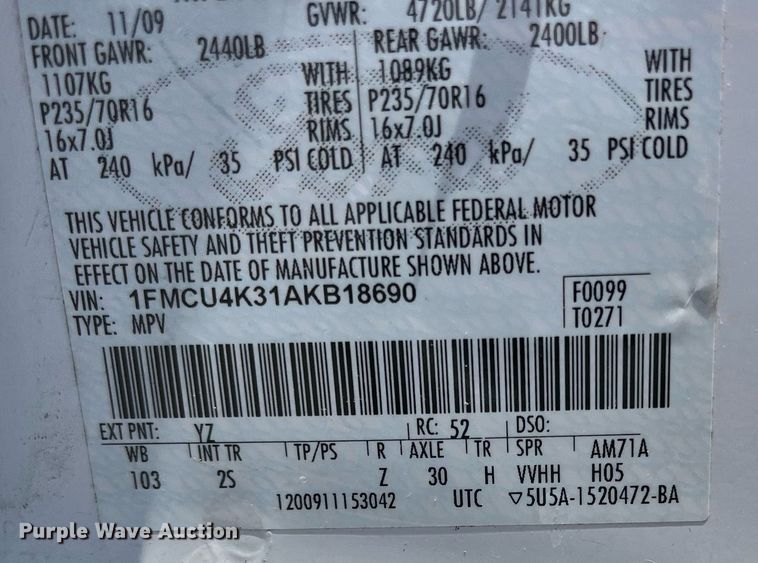 DATE: 11/09 GVWR: 4720LB/ 2141KG
FRONT GAWR: 2440LB REAR GAWR: 2400LB
1107KG WITH 1089KG WITH
P235/70R16 TIRES P235/70R16 TIRES
16x7.0J RIMS 16x7.0J RIMS
AT 240 kPa/ 35 PSI COLD AT 240 kPa/ 35 PSI COLD
THIS VEHICLE CONFORMS TO ALL APPLICABLE FEDERAL MOTOR
VEHICLE SAFETY AND THEFT PREVENTION STANDARDS IN
EFFECT ON THE DATE OF MANUFACTURE SHOWN ABOVE.
VIN: 1FMCU4K31AKB18690 F0099
TYPE: MPV T0271
EXT PNT: YZ RC: 52 DSO:
WB INT TR TP/PS R AXLE TR SPR AM71A
103 2S Z 30 H VVHH H05
1200911153042 UTC ▽5U5A-1520472-BA
Purple Wave Auction